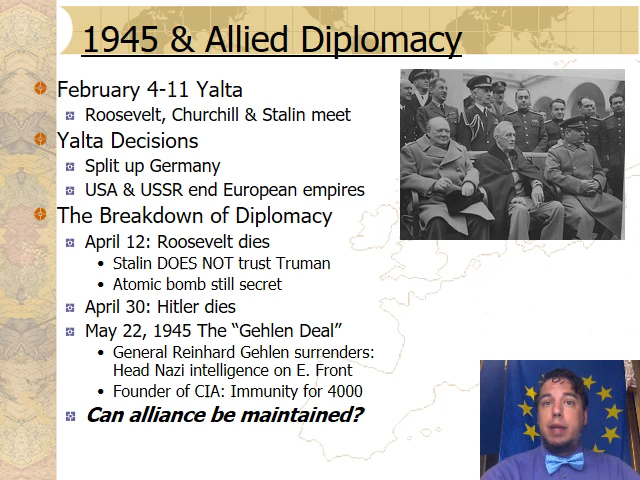 1945 & Allied Diplomacy
February 4-11 Yalta
Roosevelt, Churchill & Stalin meet
Yalta Decisions
Split up Germany
USA & USSR end European empires
The Breakdown of Diplomacy
April 12: Roosevelt dies
Stalin DOES NOT trust Truman
Atomic bomb still secret
April 30: Hitler dies
May 22, 1945 The “Gehlen Deal”
General Reinhard Gehlen surrenders:
Head Nazi intelligence on E. Front
Founder of CIA: Immunity for 4000
Can alliance be maintained?